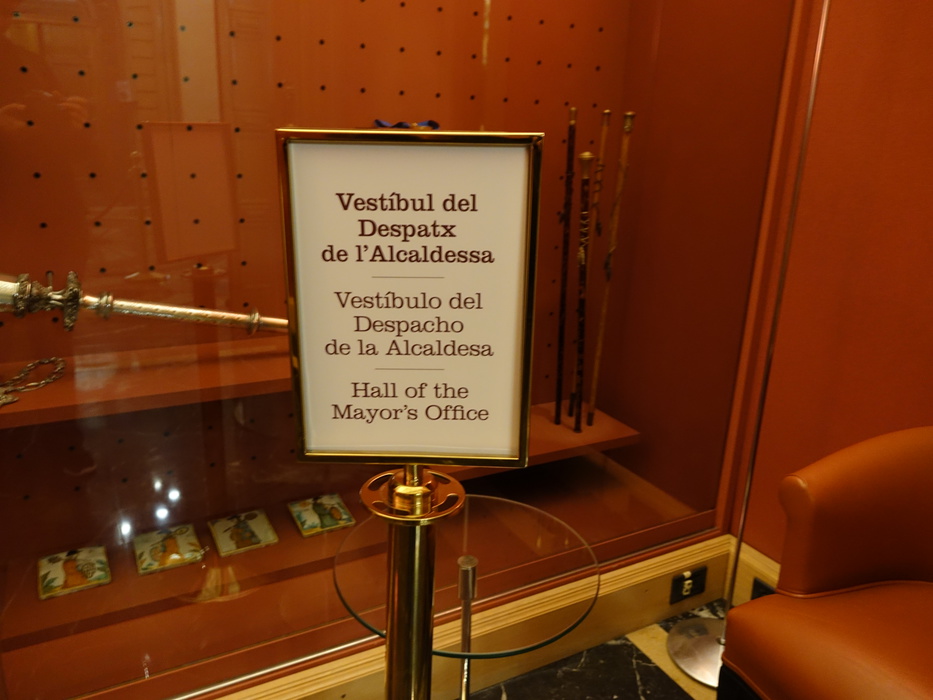 Vestíbul del
Despatx
de l'Alcaldessa
Vestíbulo del
Despacho
de la Alcaldesa
Hall of the
Mayor's Office